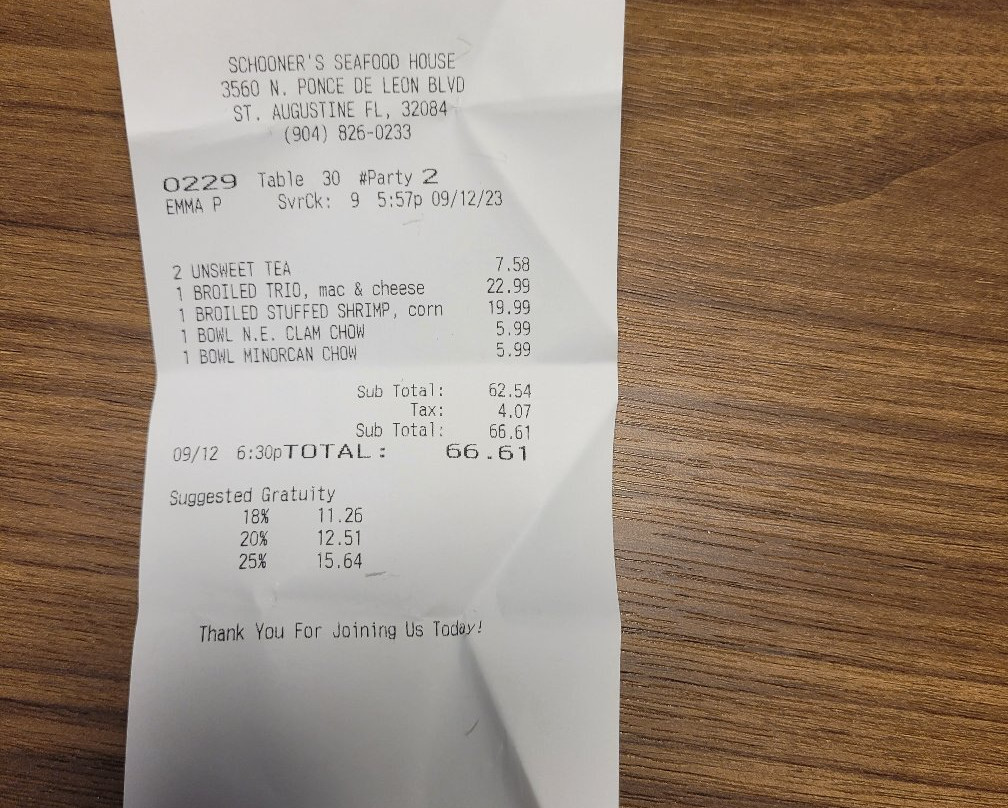 SCHOONER'S SEAFOOD HOUSE
3560 N. PONCE DE LEON BLVD
ST. AUGUSTINE FL, 32084
(904) 826-0233
0229 Table 30 #Party 2
EMMA P SvrCk: 9 5:57p 09/12/23
2 UNSWEET TEA 7.58
1 BROILED TRIO, mac & cheese 22.99
1 BROILED STUFFED SHRIMP, corn 19.99
1 BOWL N.E. CLAM CHOW 5.99
1 BOWL MINORCAN CHOW 5.99
Sub Total: 62.54
Tax: 4.07
Sub Total: 66.61
09/12 6:30pTOTAL: 66.61
Suggested Gratuity
18% 11.26
20% 12.51
25% 15.64
Thank You For Joining Us Today!